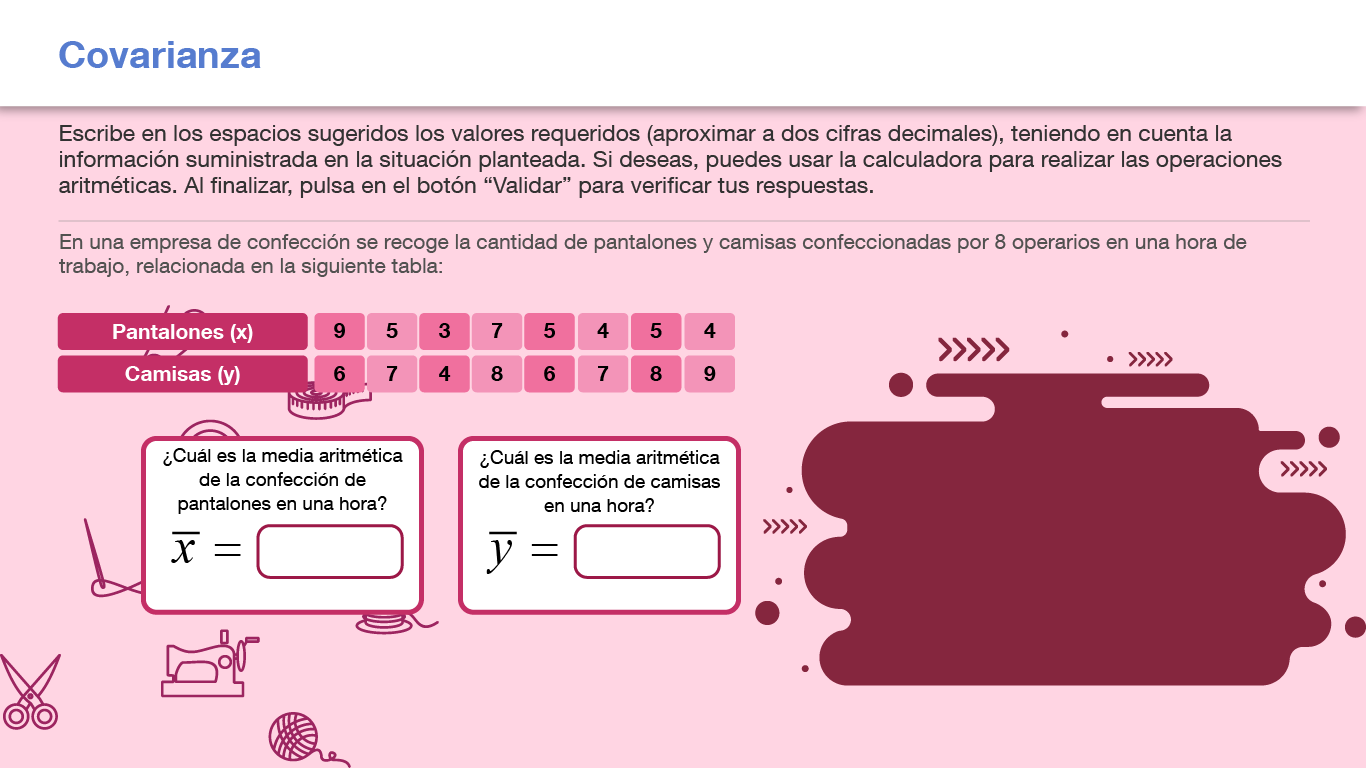 Covarianza
Escribe en los espacios sugeridos los valores requeridos (aproximar a dos cifras decimales), teniendo en cuenta la
información suministrada en la situación planteada. Si deseas, puedes usar la calculadora para realizar las operaciones
aritméticas. Al finalizar, pulsa en el botón “Validar” para verificar tus respuestas.
En una empresa de confección se recoge la cantidad de pantalones y camisas confeccionadas por 8 operarios en una hora de
trabajo, relacionada en la siguiente tabla:
Pantalones (x) 9 5 3 7 5 4 5 4
Camisas (y) 6 7 4 8 6 7 8 9
¿Cuál es la media aritmética
de la confección de
pantalones en una hora?
x̅ =
¿Cuál es la media aritmética
de la confección de camisas
en una hora?
y̅ =